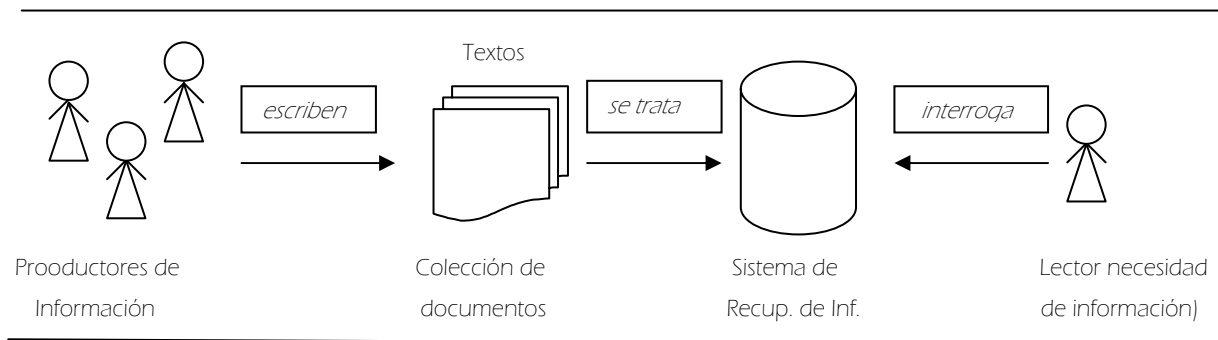 Textos
escriben
se trata
interroga
Prooductores de
Información
Colección de
documentos
Sistema de
Recup. de Inf.
Lector necesidad
de información)